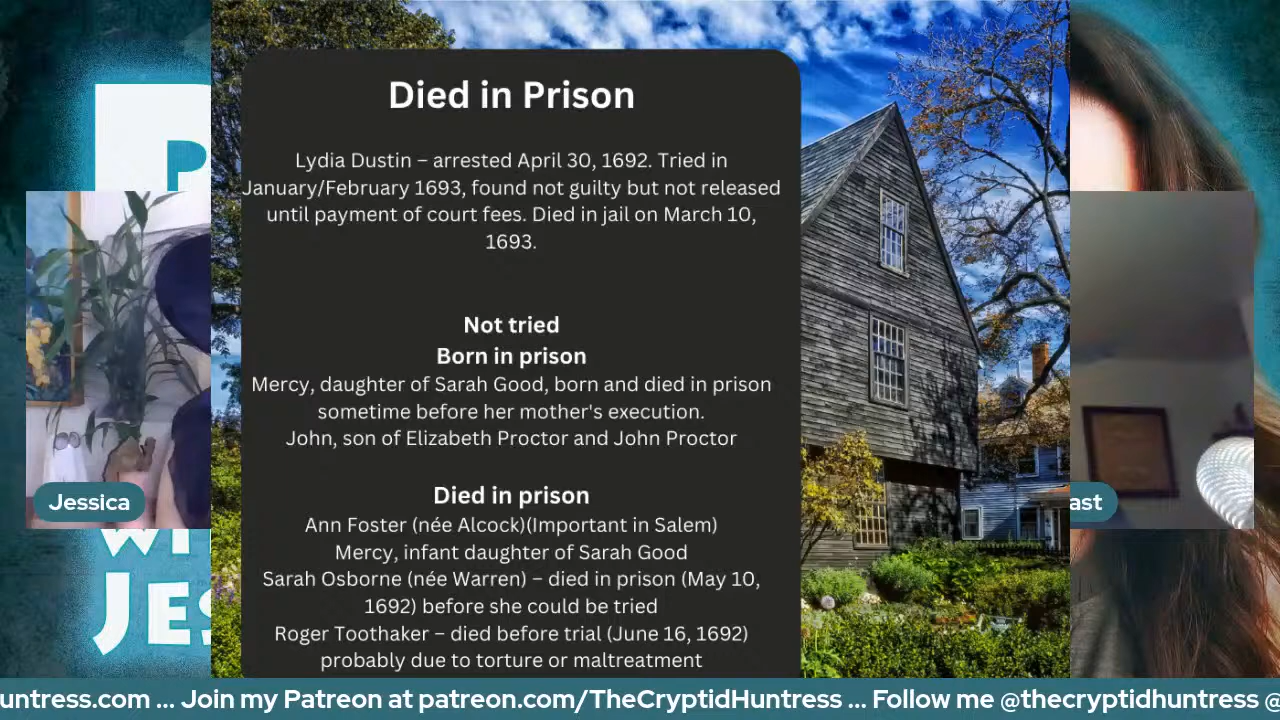 Died in Prison
Lydia Dustin – arrested April 30, 1692. Tried in
January/February 1693, found not guilty but not released
until payment of court fees. Died in jail on March 10,
1693.
Not tried
Born in prison
Mercy, daughter of Sarah Good, born and died in prison
sometime before her mother's execution.
John, son of Elizabeth Proctor and John Proctor
Died in prison
Ann Foster (née Alcock)(Important in Salem)
Mercy, infant daughter of Sarah Good
Sarah Osborne (née Warren) – died in prison (May 10,
1692) before she could be tried
Roger Toothaker – died before trial (June 16, 1692)
probably due to torture or maltreatment
P
WI
JES
Jessica
ast
untress.com ... Join my Patreon at patreon.com/TheCryptidHuntress ... Follow me @thecryptidhuntress @